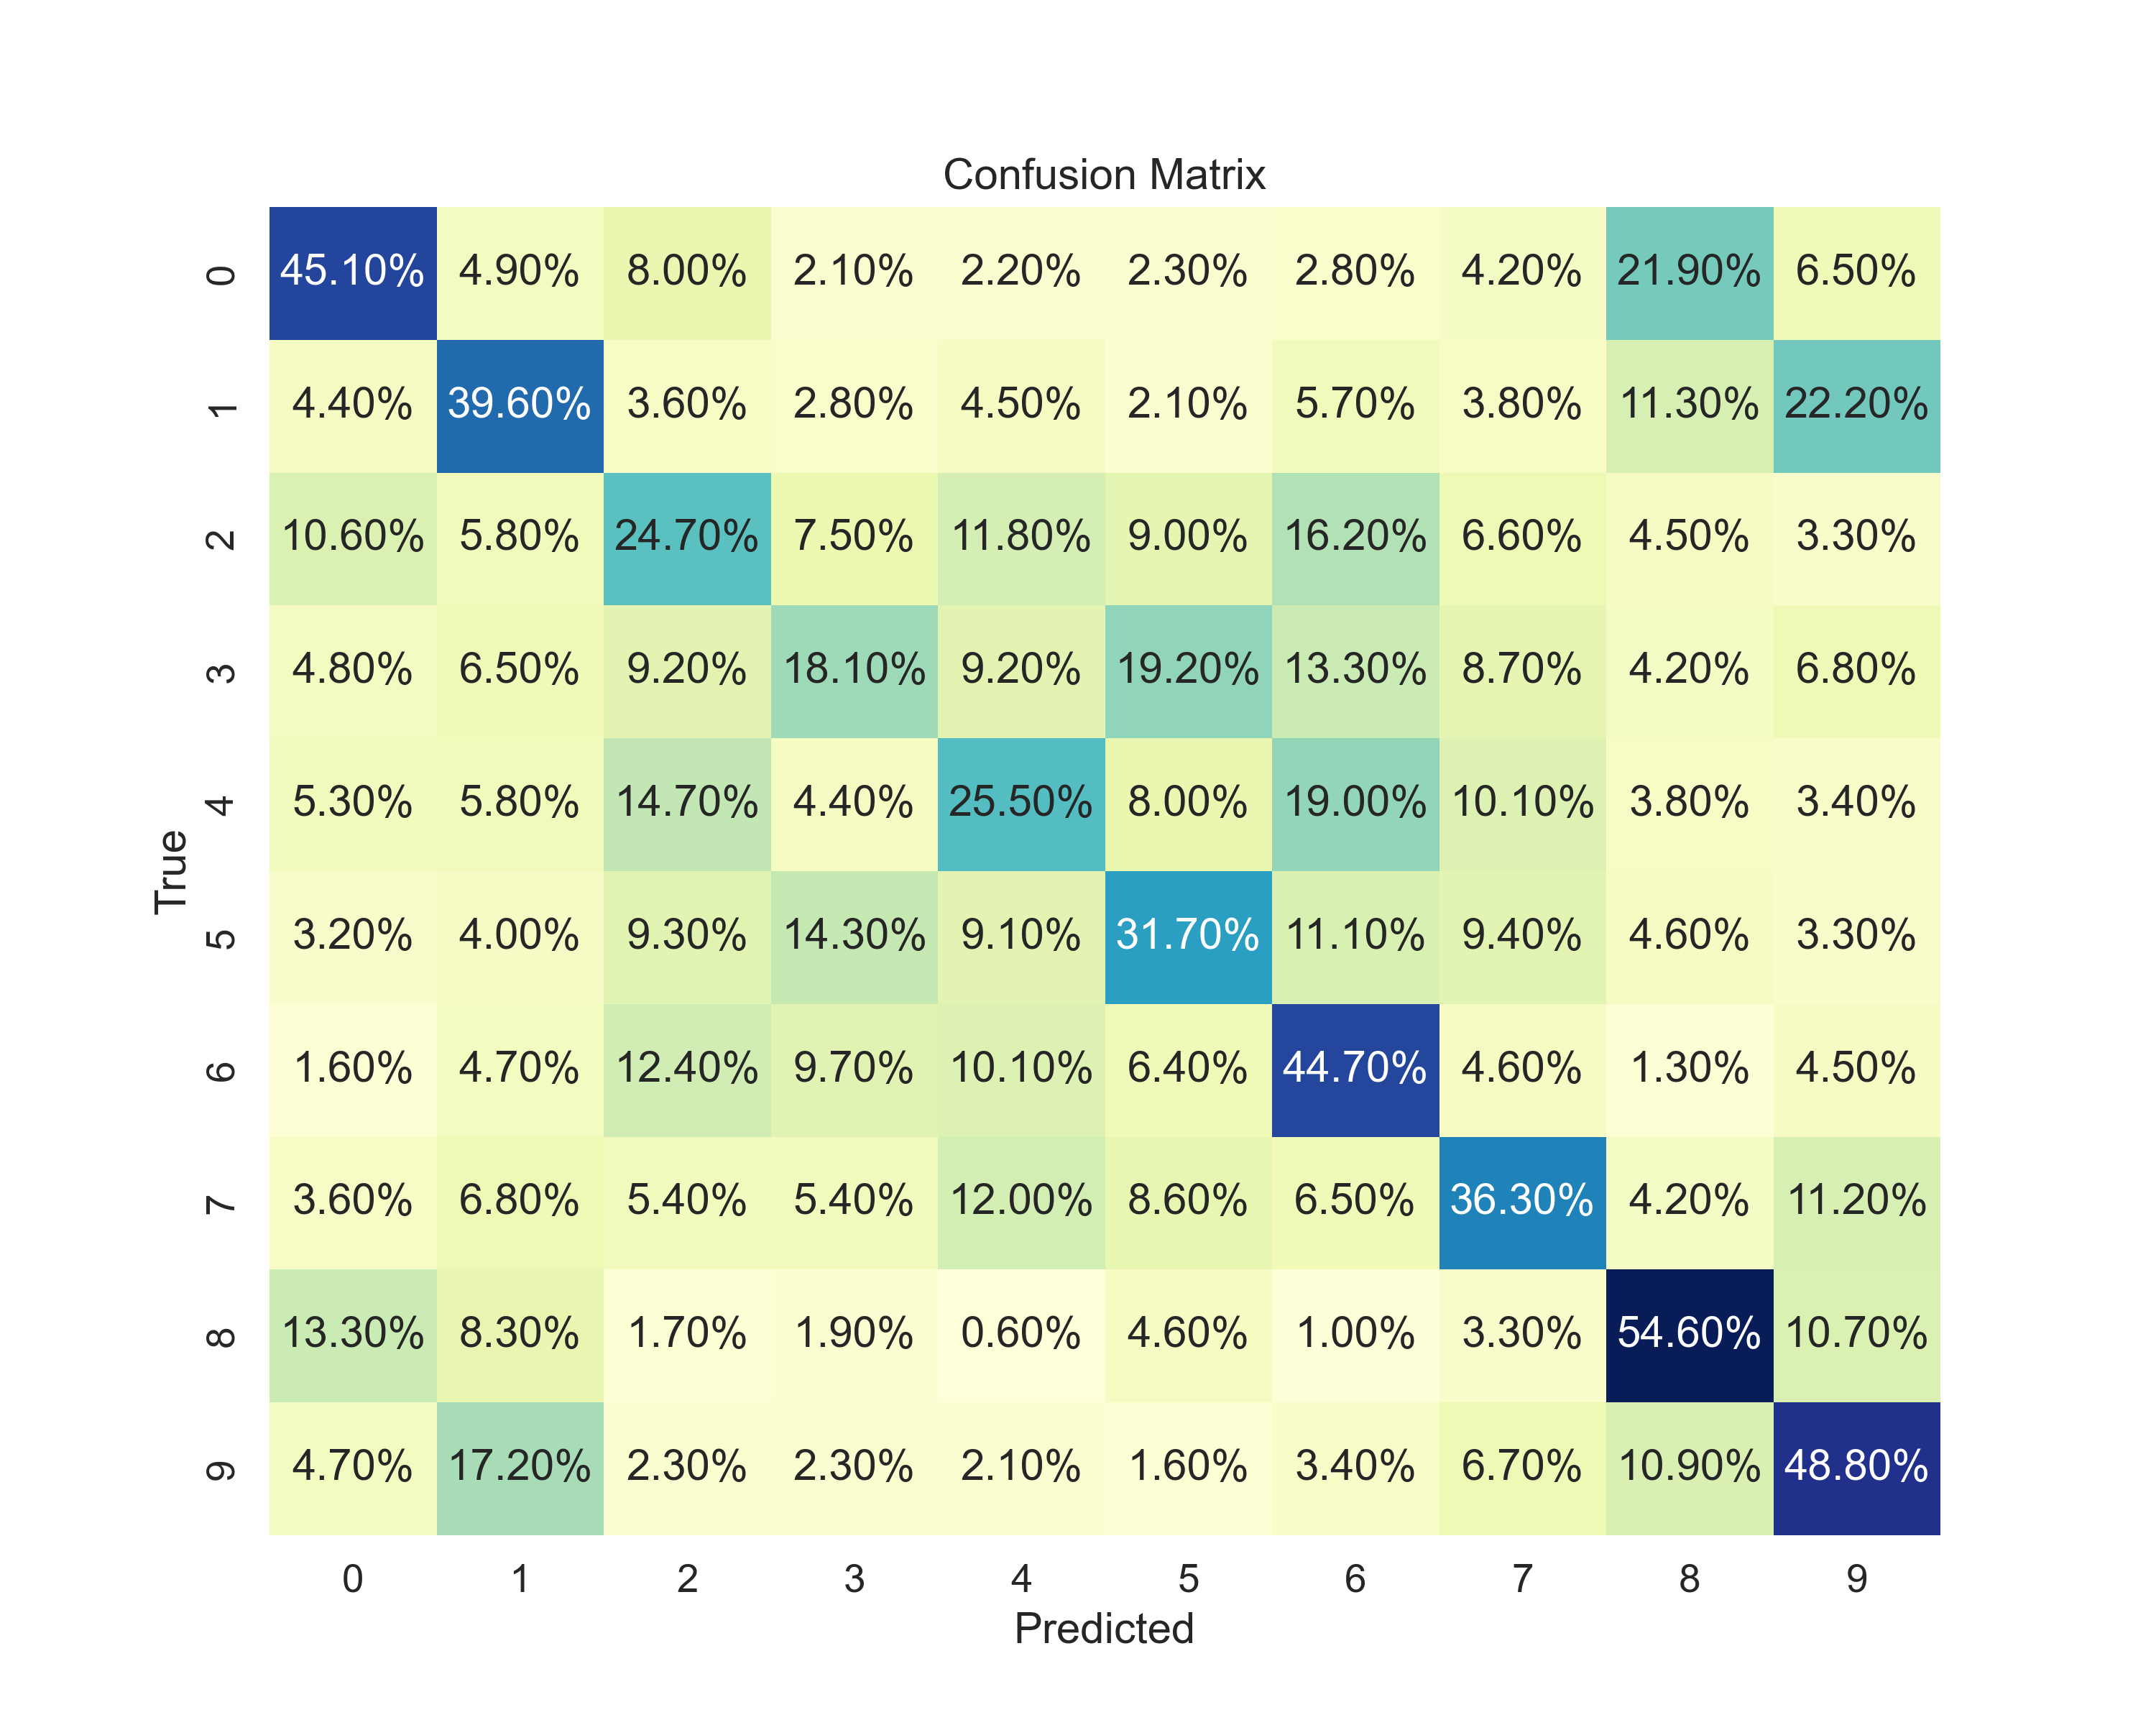 Confusion Matrix
0 45.10% 4.90% 8.00% 2.10% 2.20% 2.30% 2.80% 4.20% 21.90% 6.50%
1 4.40% 39.60% 3.60% 2.80% 4.50% 2.10% 5.70% 3.80% 11.30% 22.20%
2 10.60% 5.80% 24.70% 7.50% 11.80% 9.00% 16.20% 6.60% 4.50% 3.30%
3 4.80% 6.50% 9.20% 18.10% 9.20% 19.20% 13.30% 8.70% 4.20% 6.80%
4 5.30% 5.80% 14.70% 4.40% 25.50% 8.00% 19.00% 10.10% 3.80% 3.40%
True
5 3.20% 4.00% 9.30% 14.30% 9.10% 31.70% 11.10% 9.40% 4.60% 3.30%
6 1.60% 4.70% 12.40% 9.70% 10.10% 6.40% 44.70% 4.60% 1.30% 4.50%
7 3.60% 6.80% 5.40% 5.40% 12.00% 8.60% 6.50% 36.30% 4.20% 11.20%
8 13.30% 8.30% 1.70% 1.90% 0.60% 4.60% 1.00% 3.30% 54.60% 10.70%
9 4.70% 17.20% 2.30% 2.30% 2.10% 1.60% 3.40% 6.70% 10.90% 48.80%
0 1 2 3 4 5 6 7 8 9
Predicted